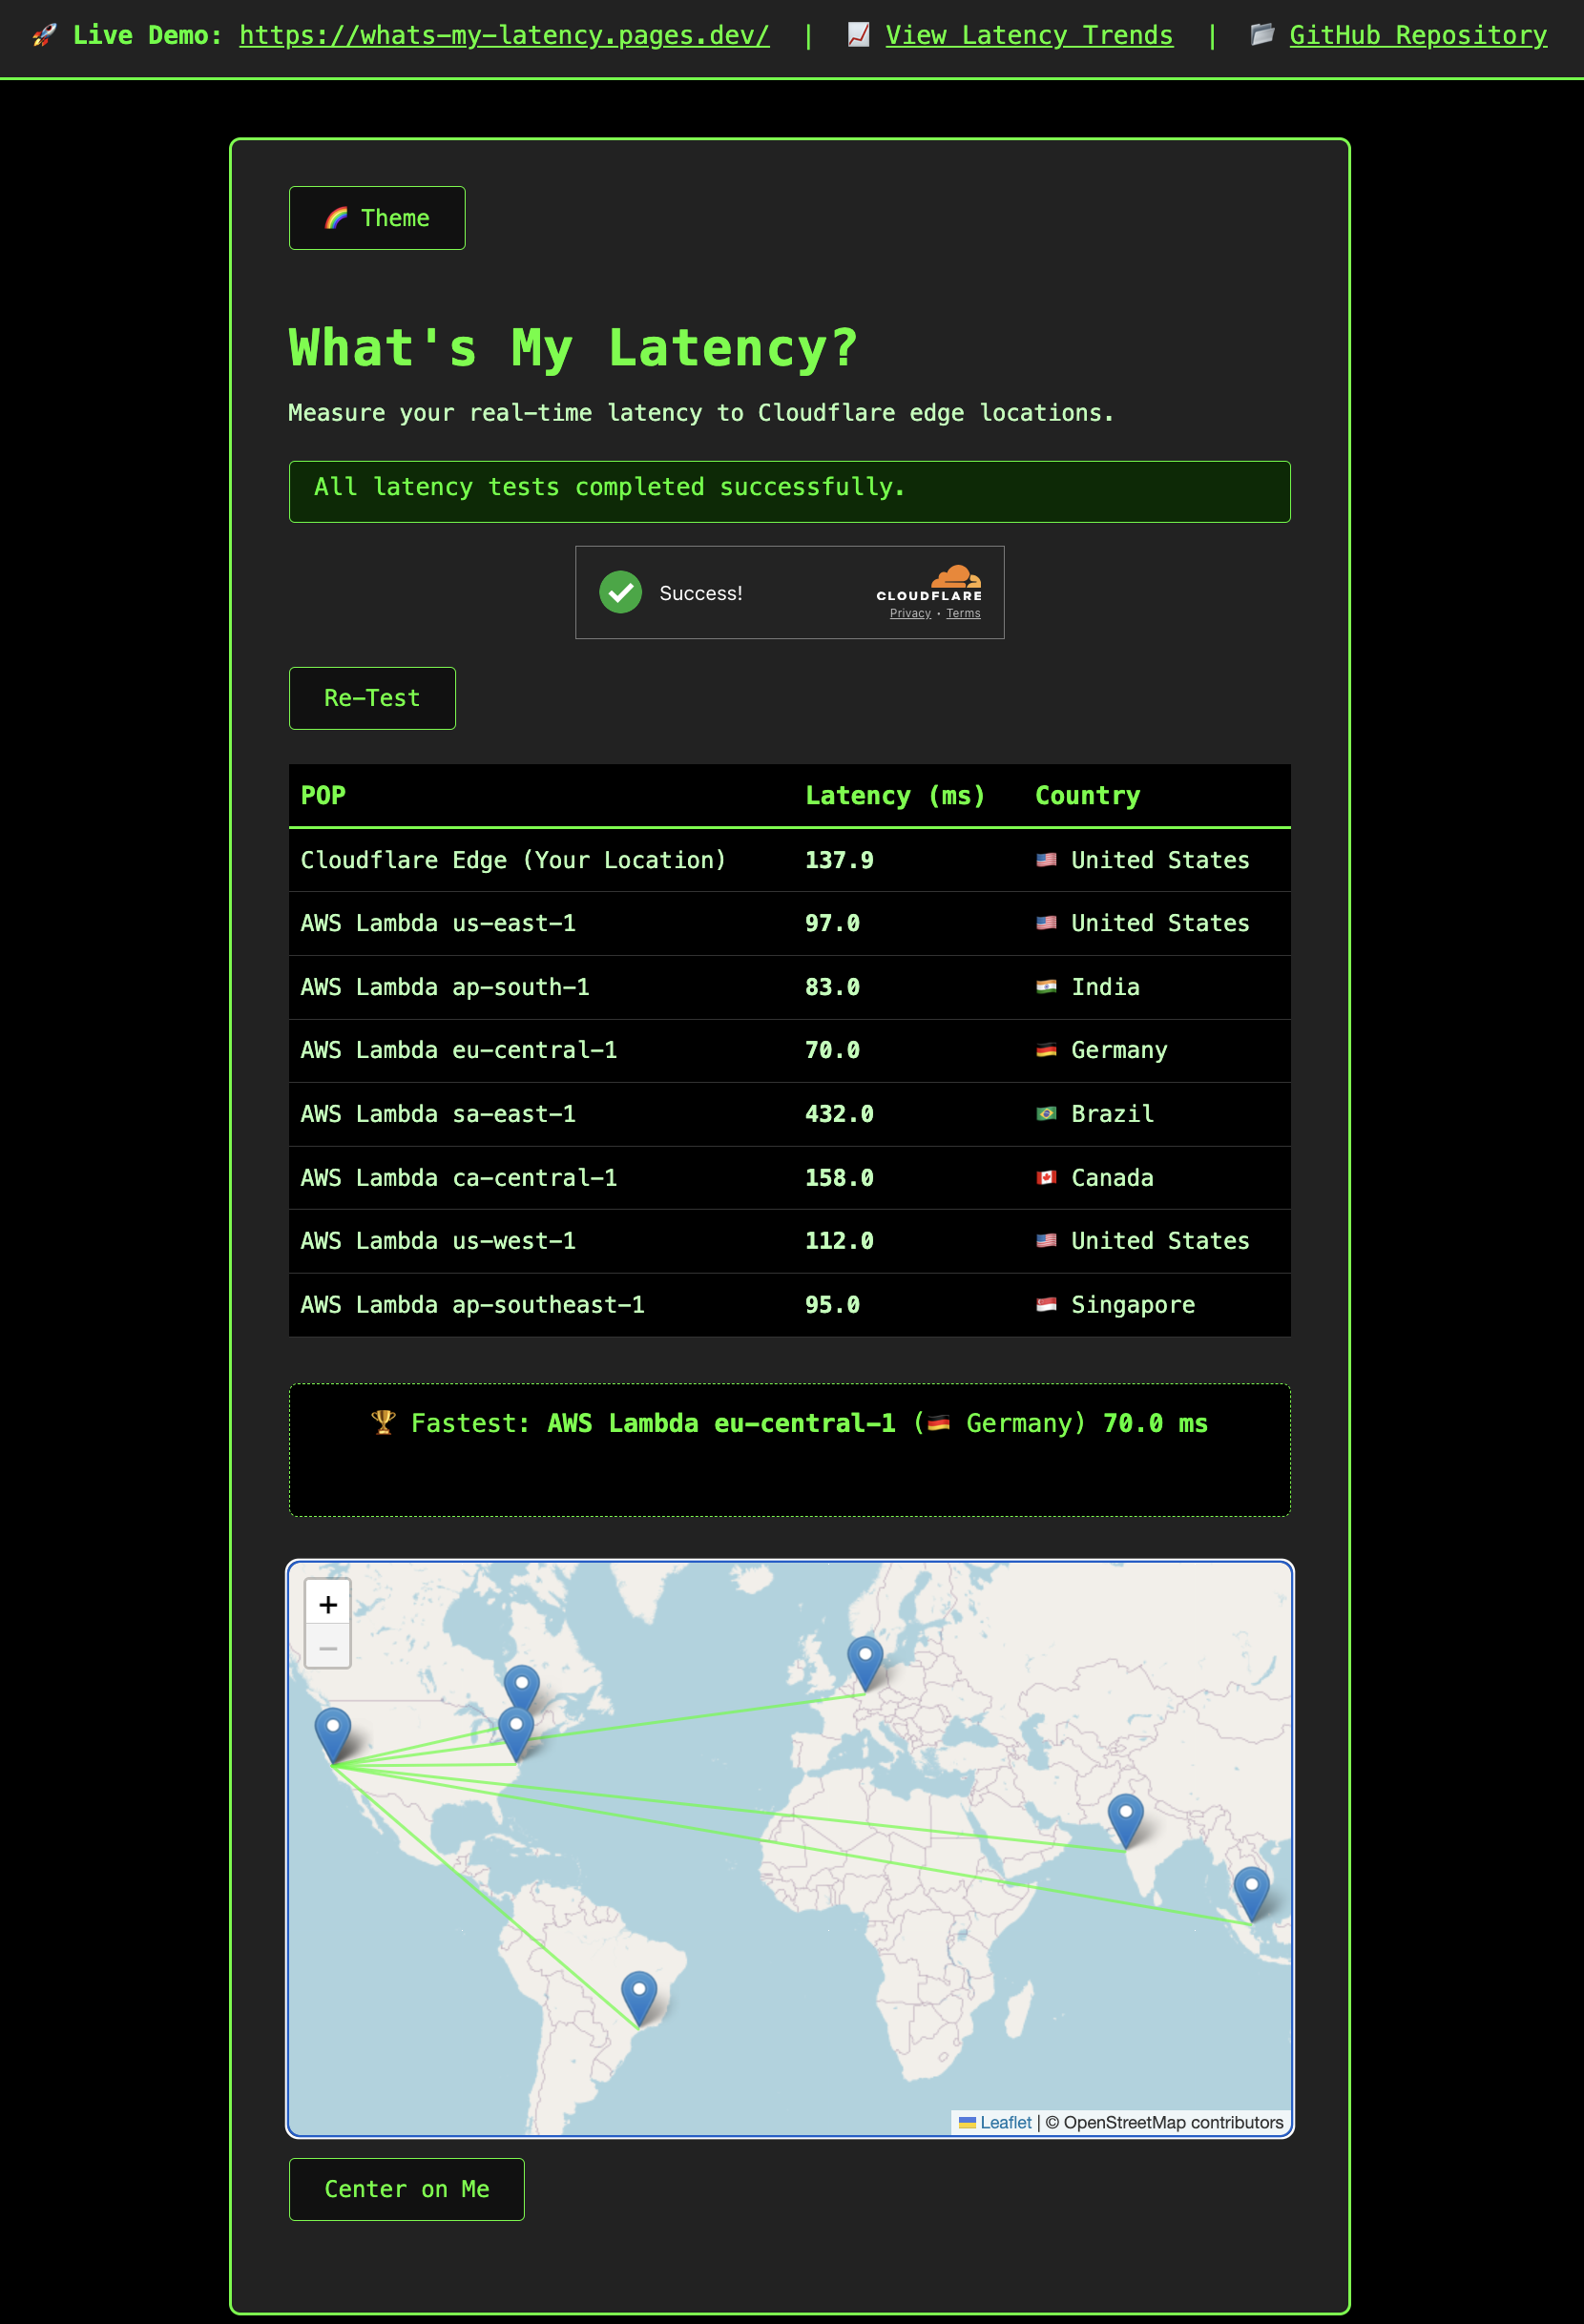 🚀 Live Demo: https://whats-my-latency.pages.dev/ | 📈 View Latency Trends | 📂 GitHub Repository
🌈 Theme
What's My Latency?
Measure your real-time latency to Cloudflare edge locations.
All latency tests completed successfully.
Success!
CLOUDFLARE
Privacy • Terms
Re-Test
POP Latency (ms) Country
Cloudflare Edge (Your Location) 137.9 🇺🇸 United States
AWS Lambda us-east-1 97.0 🇺🇸 United States
AWS Lambda ap-south-1 83.0 🇮🇳 India
AWS Lambda eu-central-1 70.0 🇩🇪 Germany
AWS Lambda sa-east-1 432.0 🇧🇷 Brazil
AWS Lambda ca-central-1 158.0 🇨🇦 Canada
AWS Lambda us-west-1 112.0 🇺🇸 United States
AWS Lambda ap-southeast-1 95.0 🇸🇬 Singapore
🏆 Fastest: AWS Lambda eu-central-1 (🇩🇪 Germany) 70.0 ms
+
−
Leaflet | © OpenStreetMap contributors
Center on Me